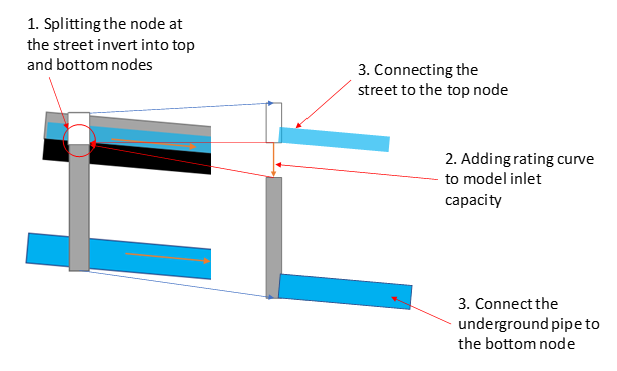 1. Splitting the node at
the street invert into top
and bottom nodes
3. Connecting the
street to the top node
2. Adding rating curve
to model inlet
capacity
3. Connect the
underground pipe to
the bottom node